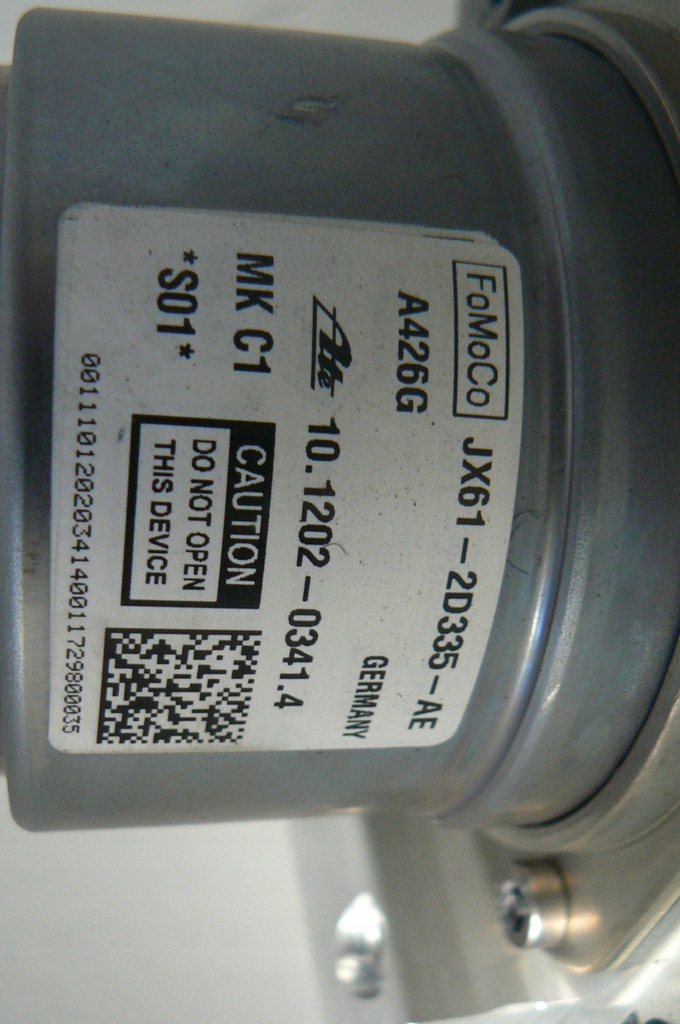 FoMoCo JX61-2D335-AE
A426G GERMANY
Ate 10.1202-0341.4
MK C1
*S01*
CAUTION
DO NOT OPEN
THIS DEVICE
0011101202034140011729800035